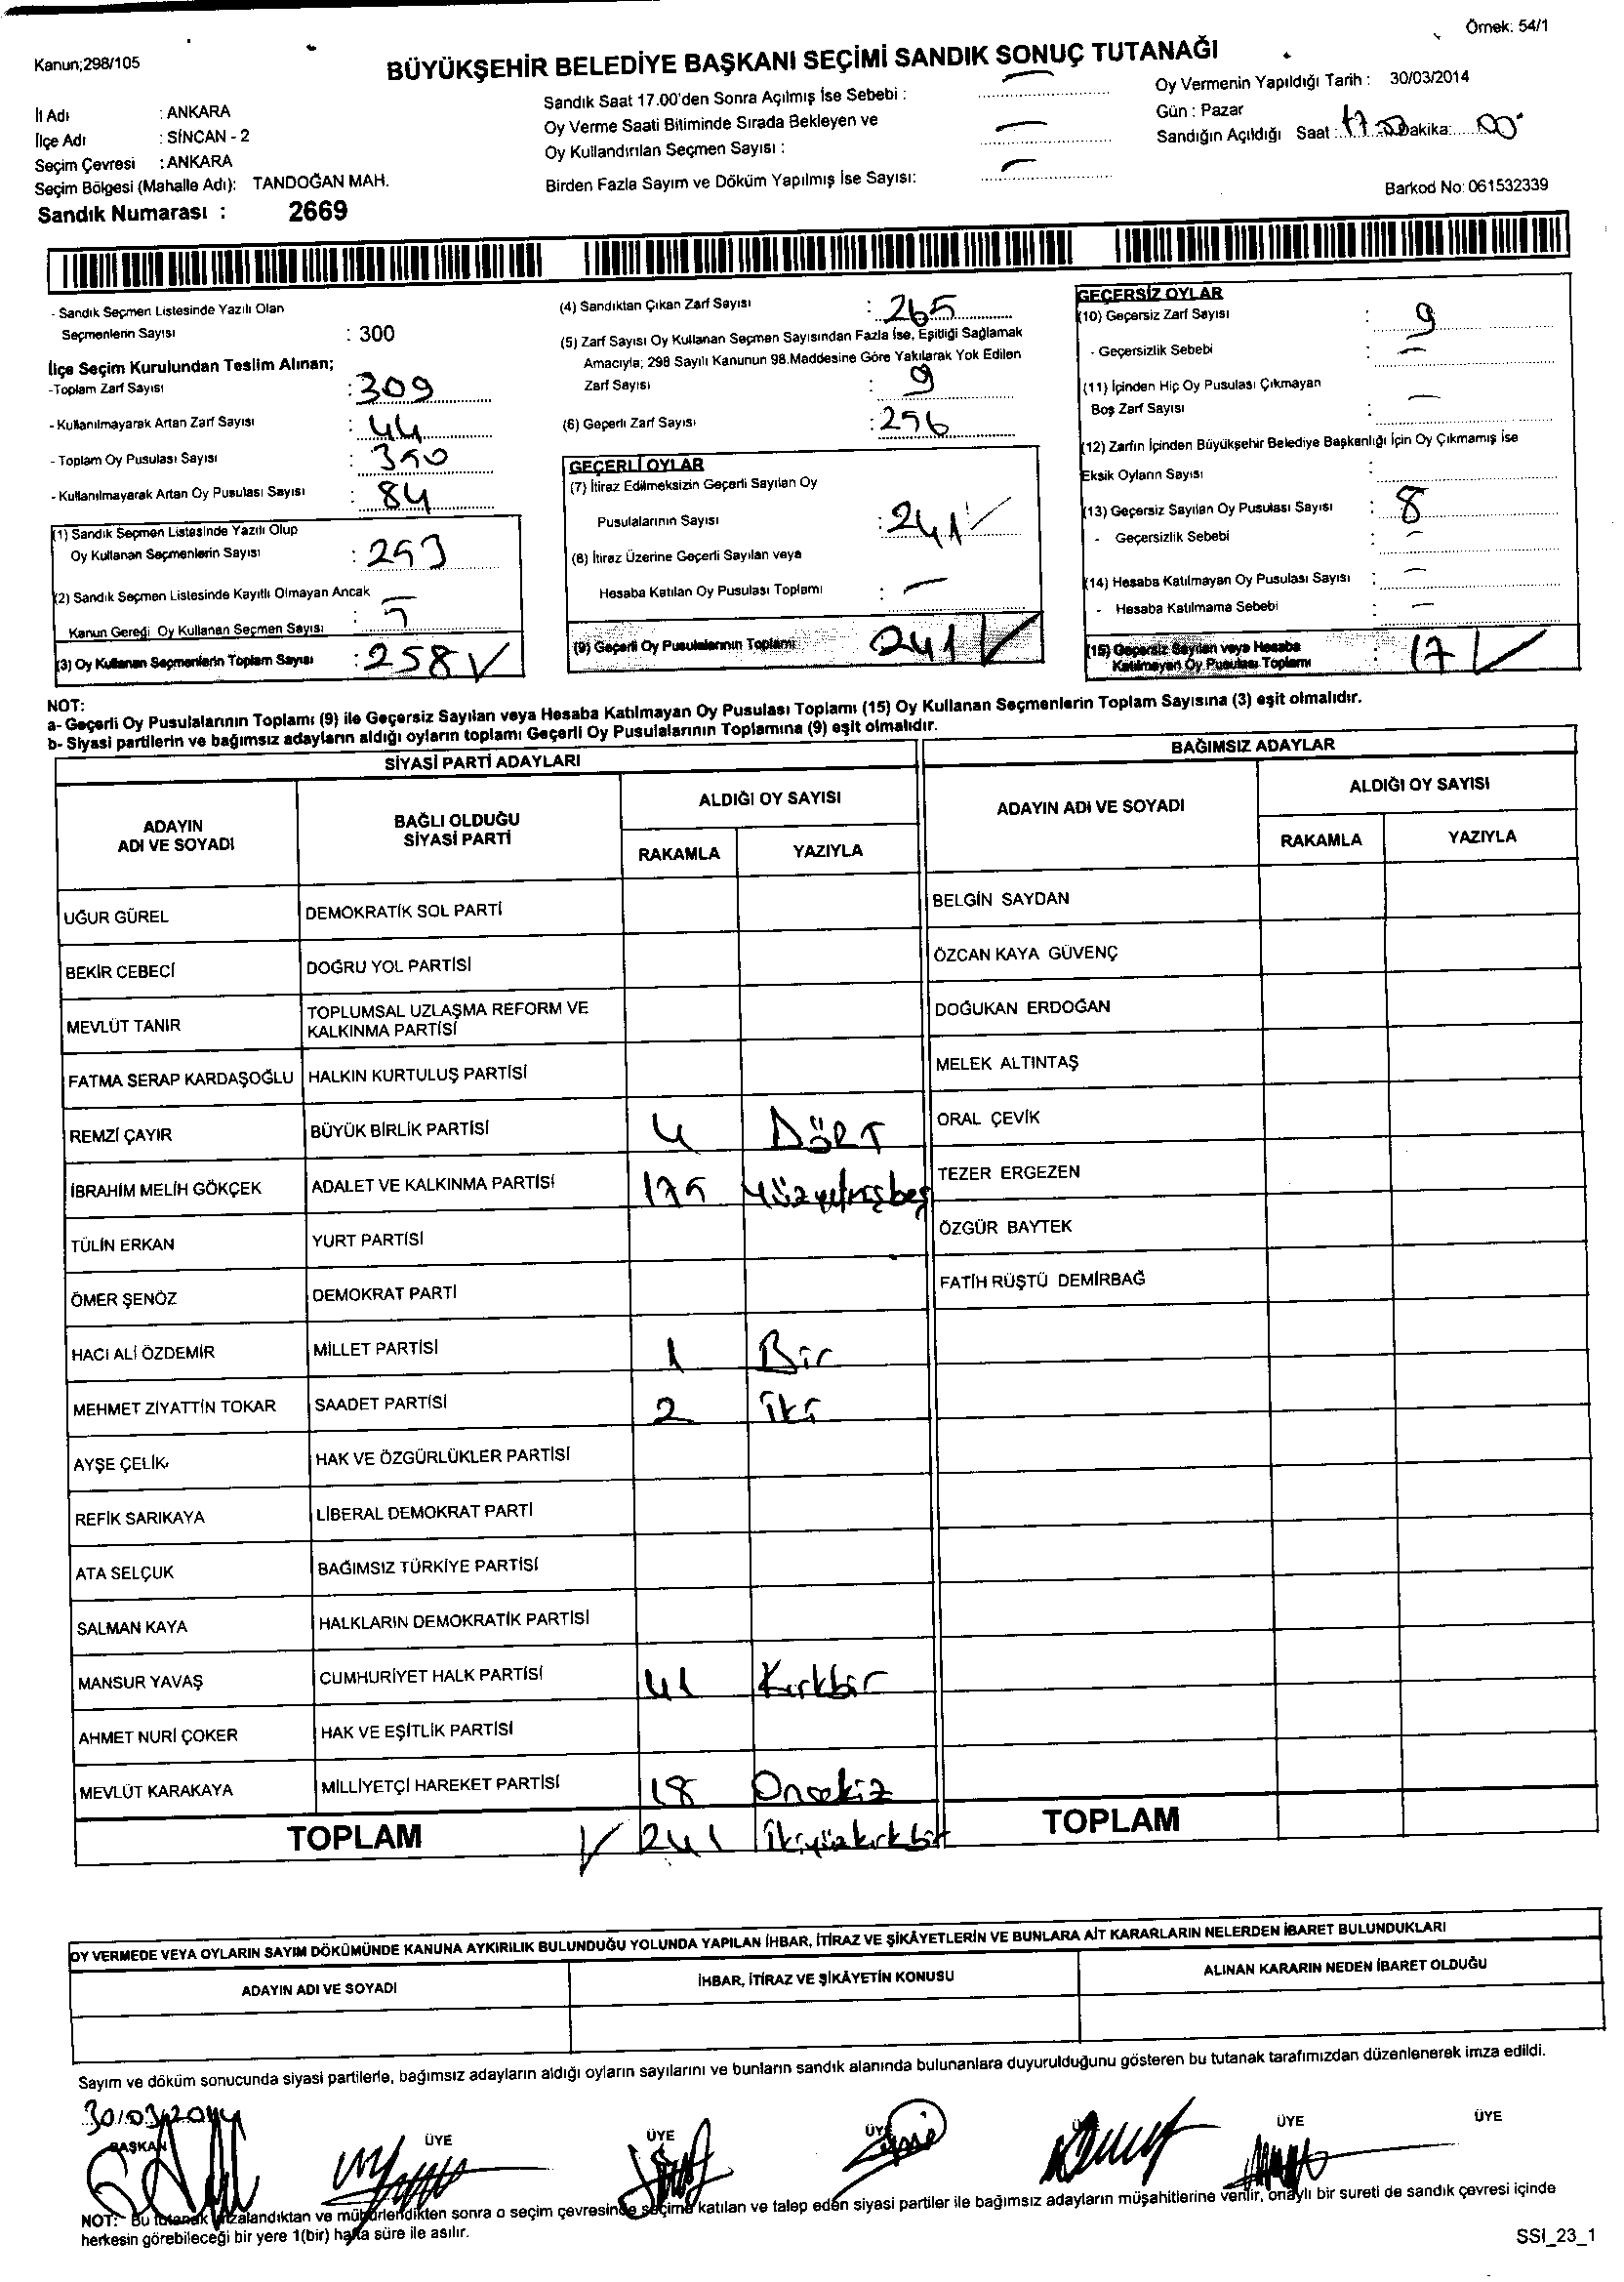 Örnek: 54/1
Kanun;298/105
BÜYÜKŞEHİR BELEDİYE BAŞKANI SEÇİMİ SANDIK SONUÇ TUTANAĞI
İl Adı : ANKARA
İlçe Adı : SİNCAN - 2
Seçim Çevresi : ANKARA
Seçim Bölgesi (Mahalle Adı): TANDOĞAN MAH.
Sandık Numarası : 2669
Sandık Saat 17.00'den Sonra Açılmış İse Sebebi : —
Oy Verme Saati Bitiminde Sırada Bekleyen ve
Oy Kullandırılan Seçmen Sayısı : —
Birden Fazla Sayım ve Döküm Yapılmış İse Sayısı: —
Oy Vermenin Yapıldığı Tarih : 30/03/2014
Gün : Pazar
Sandığın Açıldığı Saat : 17:00 Dakika: 00
Barkod No: 061532339
- Sandık Seçmen Listesinde Yazılı Olan
Seçmenlerin Sayısı : 300
İlçe Seçim Kurulundan Teslim Alınan;
-Toplam Zarf Sayısı : 309
- Kullanılmayarak Artan Zarf Sayısı : 44
- Toplam Oy Pusulası Sayısı : 350
- Kullanılmayarak Artan Oy Pusulası Sayısı : 84
(1) Sandık Seçmen Listesinde Yazılı Olup
Oy Kullanan Seçmenlerin Sayısı : 253
(2) Sandık Seçmen Listesinde Kayıtlı Olmayan Ancak
Kanun Gereği Oy Kullanan Seçmen Sayısı : 5
(3) Oy Kullanan Seçmenlerin Toplam Sayısı : 258
(4) Sandıktan Çıkan Zarf Sayısı : 265
(5) Zarf Sayısı Oy Kullanan Seçmen Sayısından Fazla İse, Eşitliği Sağlamak
Amacıyla; 298 Sayılı Kanunun 98.Maddesine Göre Yakılarak Yok Edilen
Zarf Sayısı : 9
(6) Geçerli Zarf Sayısı : 256
GEÇERLİ OYLAR
(7) İtiraz Edilmeksizin Geçerli Sayılan Oy
Pusulalarının Sayısı : 241
(8) İtiraz Üzerine Geçerli Sayılan veya
Hesaba Katılan Oy Pusulası Toplamı : —
(9) Geçerli Oy Pusulalarının Toplamı 241
GEÇERSİZ OYLAR
(10) Geçersiz Zarf Sayısı : 9
- Geçersizlik Sebebi : —
(11) İçinden Hiç Oy Pusulası Çıkmayan
Boş Zarf Sayısı : —
(12) Zarfın İçinden Büyükşehir Belediye Başkanlığı İçin Oy Çıkmamış İse
Eksik Oyların Sayısı :
(13) Geçersiz Sayılan Oy Pusulası Sayısı : 8
- Geçersizlik Sebebi : —
(14) Hesaba Katılmayan Oy Pusulası Sayısı : —
- Hesaba Katılmama Sebebi : —
(15) Geçersiz Sayılan veya Hesaba
Katılmayan Oy Pusulası Toplamı : 17
NOT:
a- Geçerli Oy Pusulalarının Toplamı (9) ile Geçersiz Sayılan veya Hesaba Katılmayan Oy Pusulası Toplamı (15) Oy Kullanan Seçmenlerin Toplam Sayısına (3) eşit olmalıdır.
b- Siyasi partilerin ve bağımsız adayların aldığı oyların toplamı Geçerli Oy Pusulalarının Toplamına (9) eşit olmalıdır.
SİYASİ PARTİ ADAYLARI
ADAYIN ADI VE SOYADI BAĞLI OLDUĞU SİYASİ PARTİ ALDIĞI OY SAYISI
RAKAMLA YAZIYLA
UĞUR GÜREL DEMOKRATİK SOL PARTİ
BEKİR CEBECİ DOĞRU YOL PARTİSİ
MEVLÜT TANIR TOPLUMSAL UZLAŞMA REFORM VE KALKINMA PARTİSİ
FATMA SERAP KARDAŞOĞLU HALKIN KURTULUŞ PARTİSİ
REMZİ ÇAYIR BÜYÜK BİRLİK PARTİSİ 4 DÖRT
İBRAHİM MELİH GÖKÇEK ADALET VE KALKINMA PARTİSİ 175 Yüzyetmişbeş
TÜLİN ERKAN YURT PARTİSİ
ÖMER ŞENÖZ DEMOKRAT PARTİ
HACI ALİ ÖZDEMİR MİLLET PARTİSİ 1 Bir
MEHMET ZİYATTİN TOKAR SAADET PARTİSİ 2 İki
AYŞE ÇELİK HAK VE ÖZGÜRLÜKLER PARTİSİ
REFİK SARIKAYA LİBERAL DEMOKRAT PARTİ
ATA SELÇUK BAĞIMSIZ TÜRKİYE PARTİSİ
SALMAN KAYA HALKLARIN DEMOKRATİK PARTİSİ
MANSUR YAVAŞ CUMHURİYET HALK PARTİSİ 41 Kırkbir
AHMET NURİ ÇOKER HAK VE EŞİTLİK PARTİSİ
MEVLÜT KARAKAYA MİLLİYETÇİ HAREKET PARTİSİ 18 Onsekiz
TOPLAM 241 İkiyüzkırkbir
BAĞIMSIZ ADAYLAR
ADAYIN ADI VE SOYADI ALDIĞI OY SAYISI
RAKAMLA YAZIYLA
BELGİN SAYDAN
ÖZCAN KAYA GÜVENÇ
DOĞUKAN ERDOĞAN
MELEK ALTINTAŞ
ORAL ÇEVİK
TEZER ERGEZEN
ÖZGÜR BAYTEK
FATİH RÜŞTÜ DEMİRBAĞ
TOPLAM
OY VERMEDE VEYA OYLARIN SAYIM DÖKÜMÜNDE KANUNA AYKIRILIK BULUNDUĞU YOLUNDA YAPILAN İHBAR, İTİRAZ VE ŞİKÂYETLERİN VE BUNLARA AİT KARARLARIN NELERDEN İBARET BULUNDUKLARI
ADAYIN ADI VE SOYADI İHBAR, İTİRAZ VE ŞİKÂYETİN KONUSU ALINAN KARARIN NEDEN İBARET OLDUĞU
Sayım ve döküm sonucunda siyasi partilerle, bağımsız adayların aldığı oyların sayılarını ve bunların sandık alanında bulunanlara duyurulduğunu gösteren bu tutanak tarafımızdan düzenlenerek imza edildi.
30/03/2014
BAŞKAN ÜYE ÜYE ÜYE ÜYE ÜYE
NOT:- Bu tutanak imzalandıktan ve mühürlendikten sonra o seçim çevresinde seçime katılan ve talep eden siyasi partiler ile bağımsız adayların müşahitlerine verilir, onaylı bir sureti de sandık çevresi içinde
herkesin görebileceği bir yere 1(bir) hafta süre ile asılır.
SSI_23_1